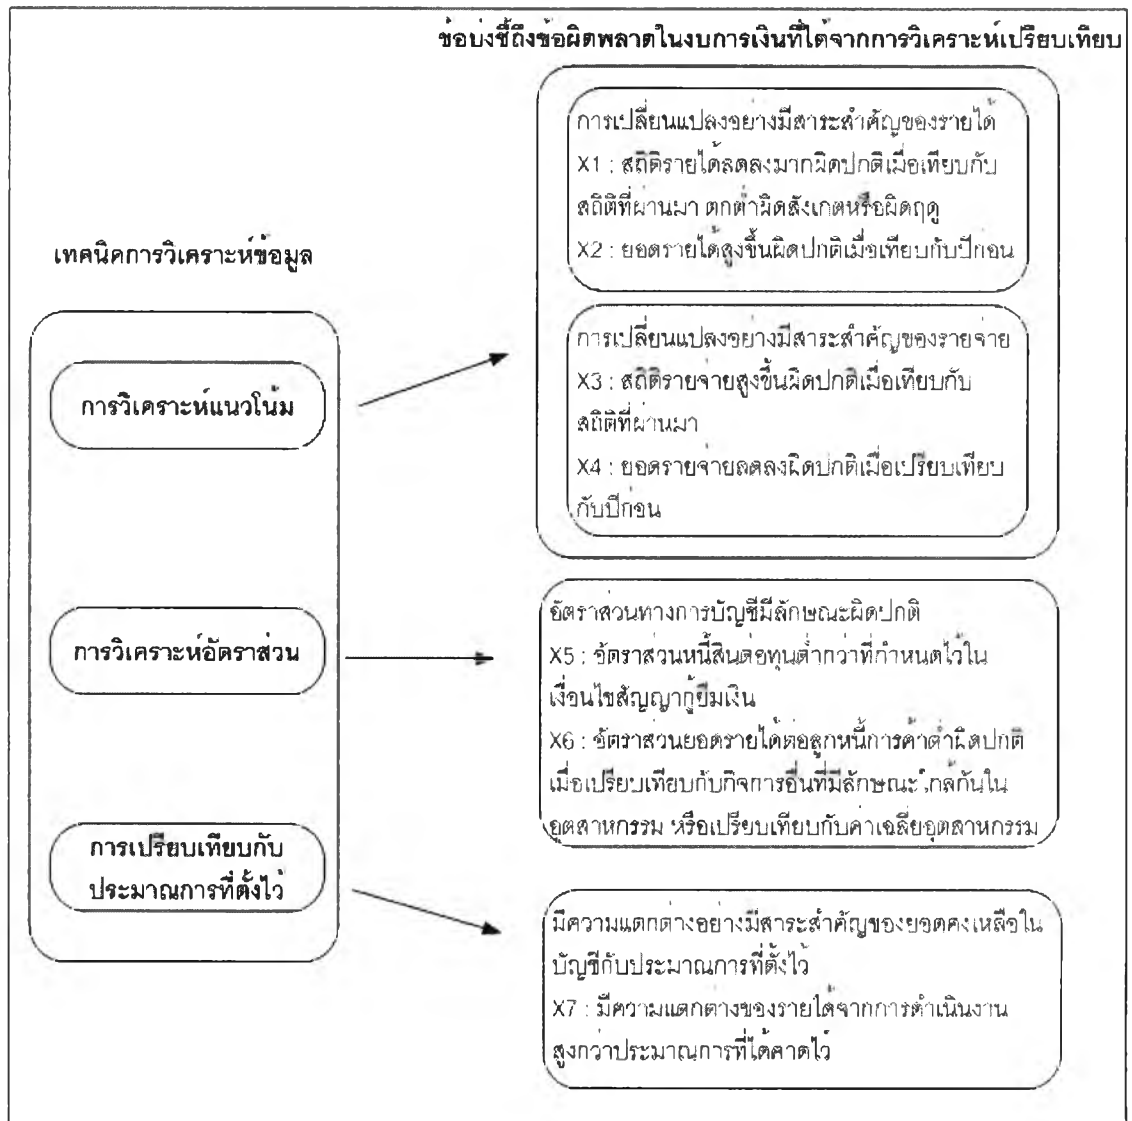 ข้อบ่งชี้ถึงข้อผิดพลาดในงบการเงินที่ได้จากการวิเคราะห์เปรียบเทียบ
การเปลี่ยนแปลงอย่างมีสาระสำคัญของรายได้
X1 : สถิติรายได้ลดลงมากผิดปกติเมื่อเทียบกับ
สถิติที่ผ่านมา ตกต่ำผิดสังเกตหรือผิดฤดู
X2 : ยอดรายได้สูงขึ้นผิดปกติเมื่อเทียบกับปีก่อน
เทคนิคการวิเคราะห์ข้อมูล
การวิเคราะห์แนวโน้ม
การเปลี่ยนแปลงอย่างมีสาระสำคัญของรายจ่าย
X3 : สถิติรายจ่ายสูงขึ้นผิดปกติเมื่อเทียบกับ
สถิติที่ผ่านมา
X4 : ยอดรายจ่ายลดลงผิดปกติเมื่อเปรียบเทียบ
กับปีก่อน
การวิเคราะห์อัตราส่วน
อัตราส่วนทางการบัญชีมีลักษณะผิดปกติ
X5 : อัตราส่วนหนี้สินต่อทุนต่ำกว่าที่กำหนดไว้ใน
เงื่อนไขสัญญากู้ยืมเงิน
X6 : อัตราส่วนยอดรายได้ต่อลูกหนี้การค้าต่ำผิดปกติ
เมื่อเปรียบเทียบกับกิจการอื่นที่มีลักษณะใกล้กันใน
อุตสาหกรรม หรือเปรียบเทียบกับค่าเฉลี่ยอุตสาหกรรม
การเปรียบเทียบกับ
ประมาณการที่ตั้งไว้
มีความแตกต่างอย่างมีสาระสำคัญของยอดคงเหลือใน
บัญชีกับประมาณการที่ตั้งไว้
X7 : มีความแตกต่างของรายได้จากการดำเนินงาน
สูงกว่าประมาณการที่ได้คาดไว้